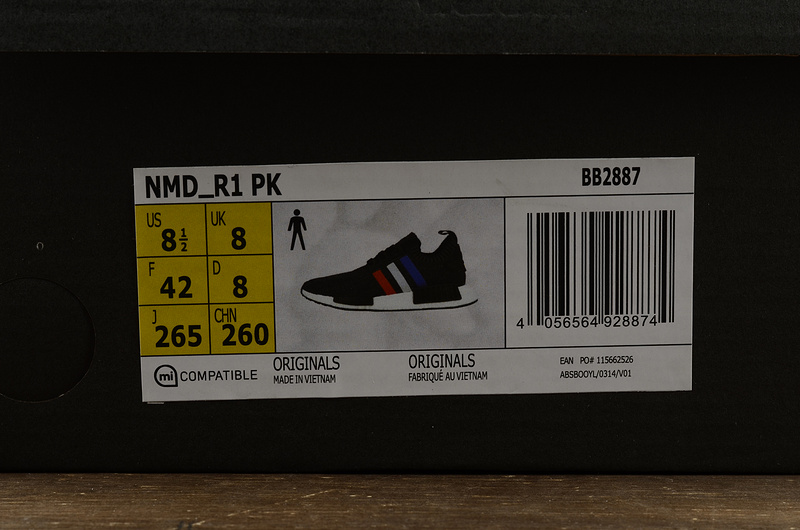 NMD_R1 PK
BB2887
US 8½
UK 8
F 42
D 8
J 265
CHN 260
4 056564 928874
mi COMPATIBLE
ORIGINALS
MADE IN VIETNAM
ORIGINALS
FABRIQUÉ AU VIETNAM
EAN PO# 115662526
ABSBOOYL/0314/V01